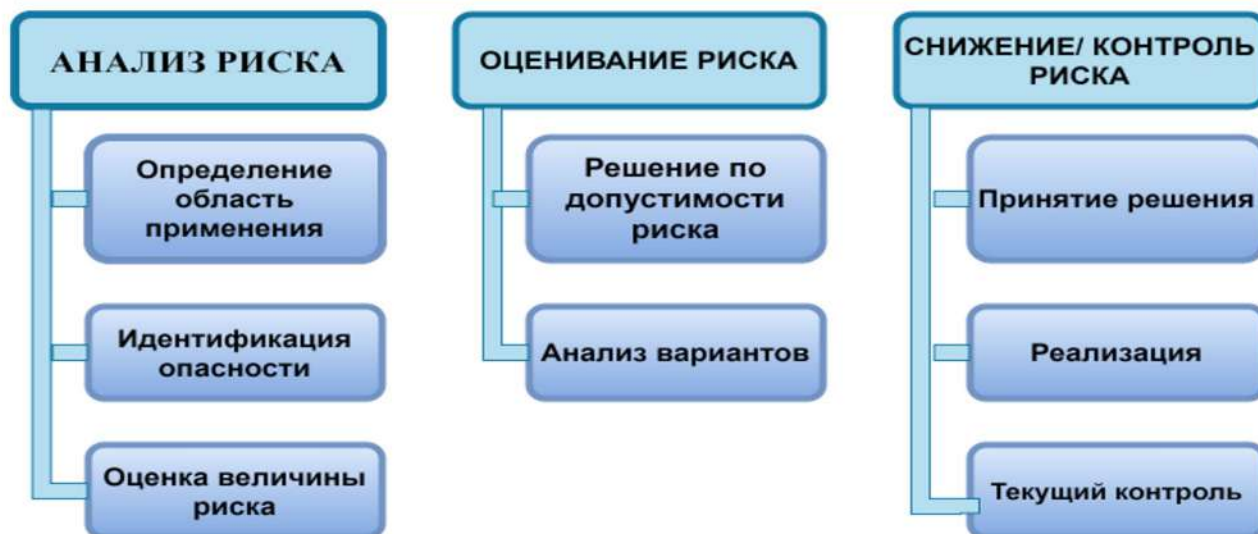 АНАЛИЗ РИСКА
Определение
область
применения
Идентификация
опасности
Оценка величины
риска
ОЦЕНИВАНИЕ РИСКА
Решение по
допустимости
риска
Анализ вариантов
СНИЖЕНИЕ/ КОНТРОЛЬ
РИСКА
Принятие решения
Реализация
Текущий контроль